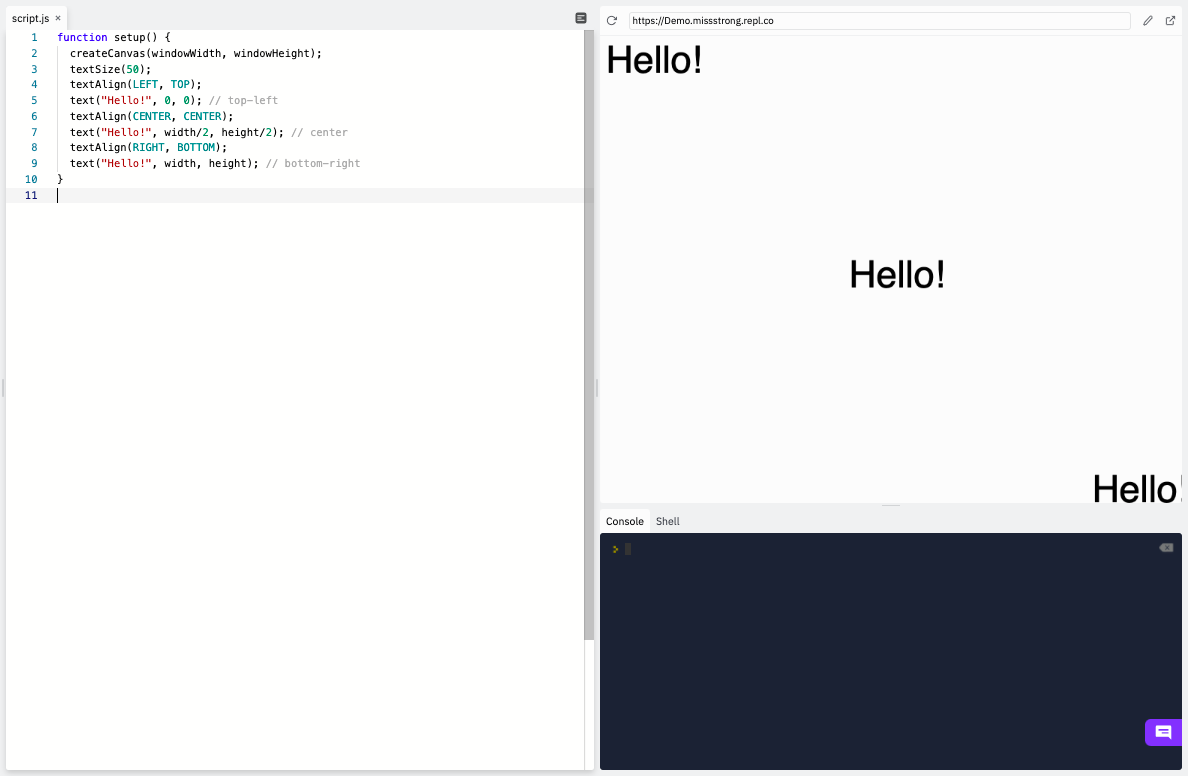 script.js ×
1 function setup() {
2   createCanvas(windowWidth, windowHeight);
3   textSize(50);
4   textAlign(LEFT, TOP);
5   text("Hello!", 0, 0); // top-left
6   textAlign(CENTER, CENTER);
7   text("Hello!", width/2, height/2); // center
8   textAlign(RIGHT, BOTTOM);
9   text("Hello!", width, height); // bottom-right
10 }
11
https://Demo.missstrong.repl.co
Hello!
Hello!
Hello!
Console Shell